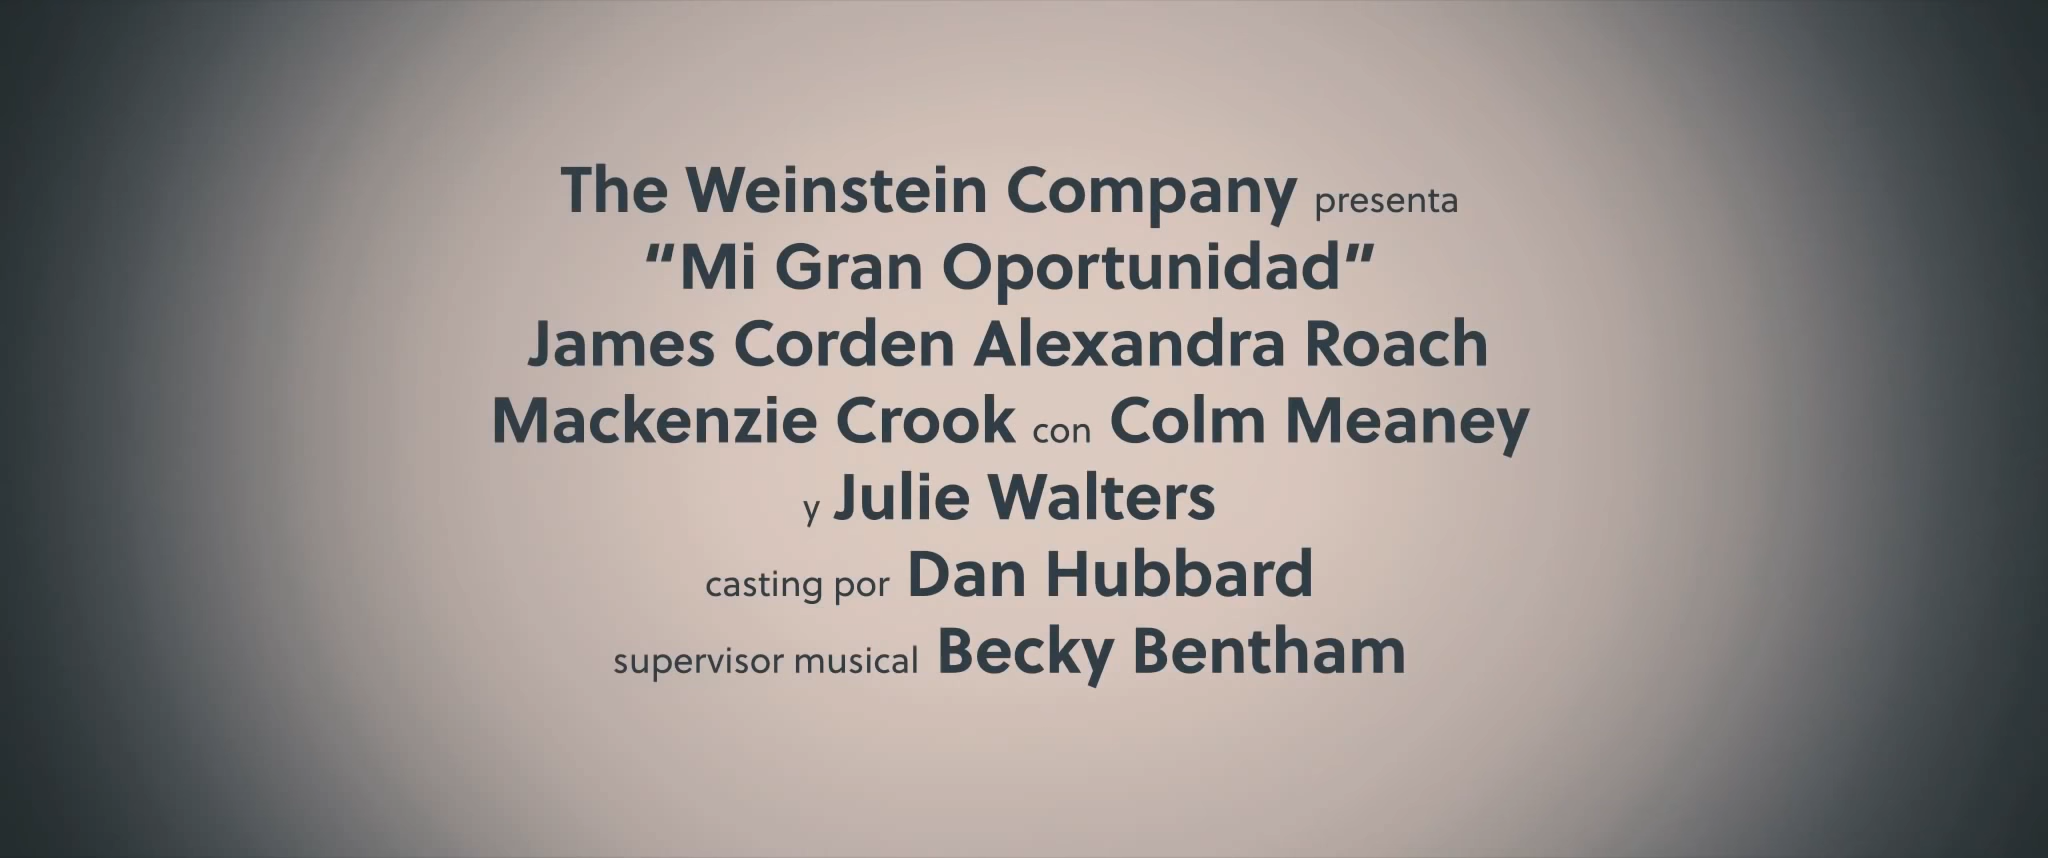 The Weinstein Company presenta
“Mi Gran Oportunidad”
James Corden Alexandra Roach
Mackenzie Crook con Colm Meaney
y Julie Walters
casting por Dan Hubbard
supervisor musical Becky Bentham